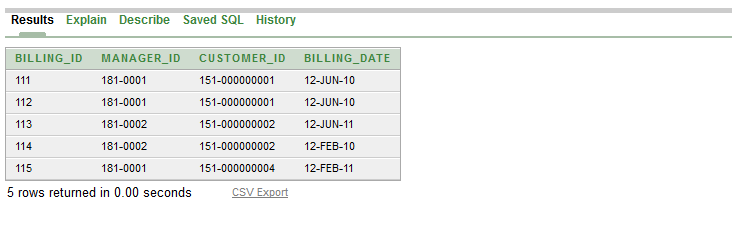 Results Explain Describe Saved SQL History
BILLING_ID MANAGER_ID CUSTOMER_ID BILLING_DATE
111 181-0001 151-000000001 12-JUN-10
112 181-0001 151-000000001 12-JUN-10
113 181-0002 151-000000002 12-JUN-11
114 181-0002 151-000000002 12-FEB-10
115 181-0001 151-000000004 12-FEB-11
5 rows returned in 0.00 seconds CSV Export